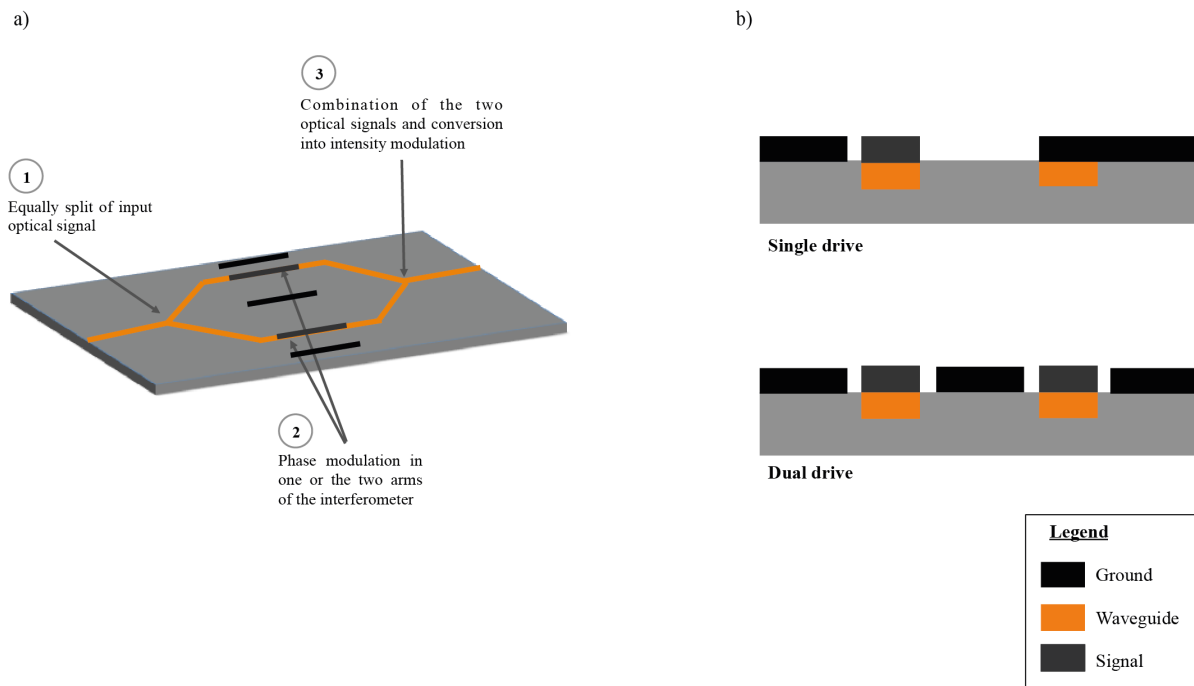 a)
3
Combination of the two
optical signals and conversion
into intensity modulation
1
Equally split of input
optical signal
2
Phase modulation in
one or the two arms
of the interferometer
b)
Single drive
Dual drive
Legend
Ground
Waveguide
Signal